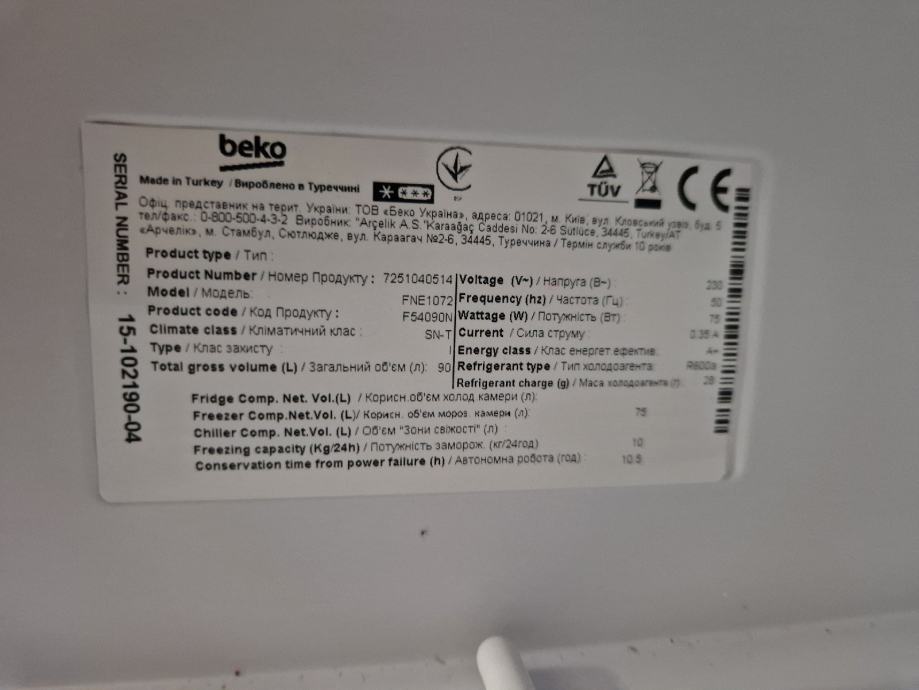 beko
Made in Turkey / Вироблено в Туреччині
TÜV
CE
Офіц. представник на терит. України: ТОВ «Беко Україна», адреса: 01021, м. Київ, вул. Кловський узвіз, буд. 5
тел/факс.: 0-800-500-4-3-2 Виробник: "Arçelik A.S."Karaağaç Caddesi No: 2-6 Sütlüce, 34445, Turkey/АТ
«Арчелік», м. Стамбул, Сютлюдже, вул. Караагач №2-6, 34445, Туреччина / Термін служби 10 років
Product type / Тип :
Product Number / Номер Продукту : 7251040514
Model / Модель: FNE1072
Product code / Код Продукту : F54090N
Climate class / Кліматичний клас : SN-T
Type / Клас захисту : I
Total gross volume (L) / Загальний об'єм (л): 90
Voltage (V~) / Напруга (В~) : 230
Frequency (hz) / Частота (Гц) : 50
Wattage (W) / Потужність (Вт) : 75
Current / Сила струму : 0.35 A
Energy class / Клас енергет.ефектив. A+
Refrigerant type / Тип холодоагента: R600a
Refrigerant charge (g) / Маса холодоагента (г): 28
Fridge Comp. Net. Vol.(L) / Корисн.об'єм холод.камери (л):
Freezer Comp.Net.Vol. (L)/ Корисн. об'єм мороз. камери (л): 75
Chiller Comp. Net.Vol. (L) / Об'єм "Зони свіжості" (л) :
Freezing capacity (Kg/24h) / Потужність заморож. (кг/24год) 10
Conservation time from power failure (h) / Автономна робота (год) : 10.5
SERIAL NUMBER : 15-102190-04